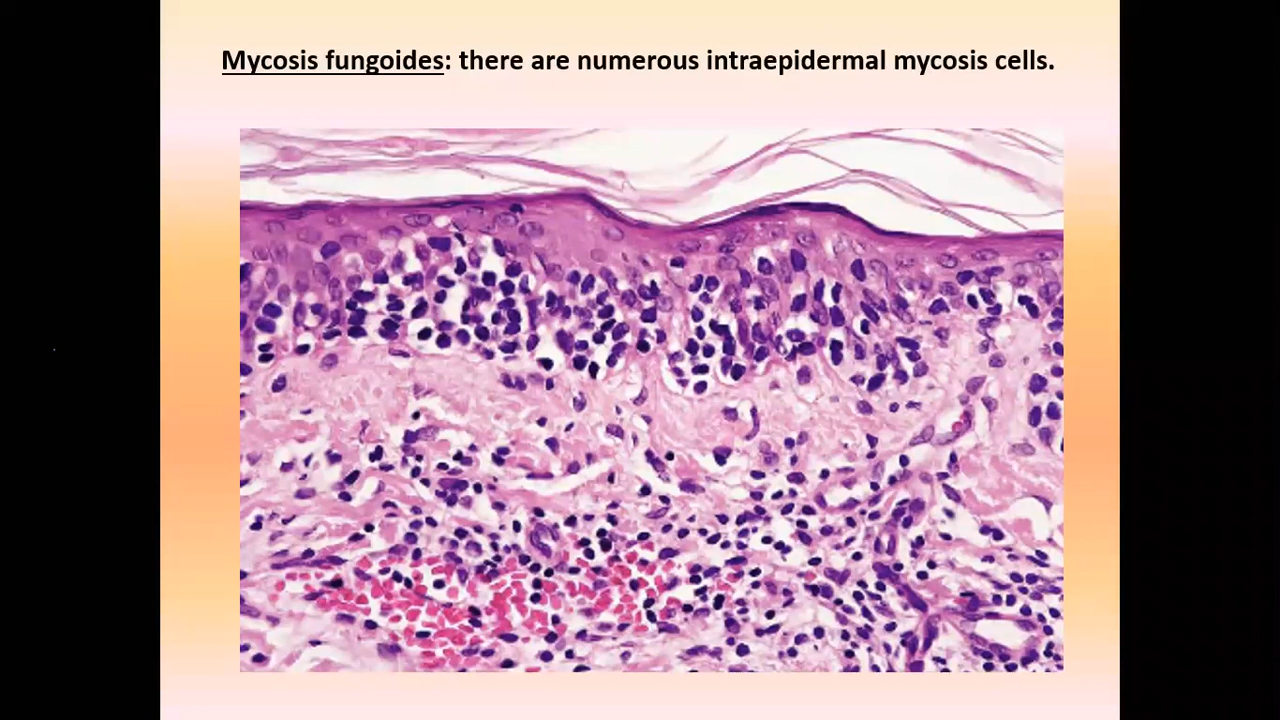 Mycosis fungoides: there are numerous intraepidermal mycosis cells.